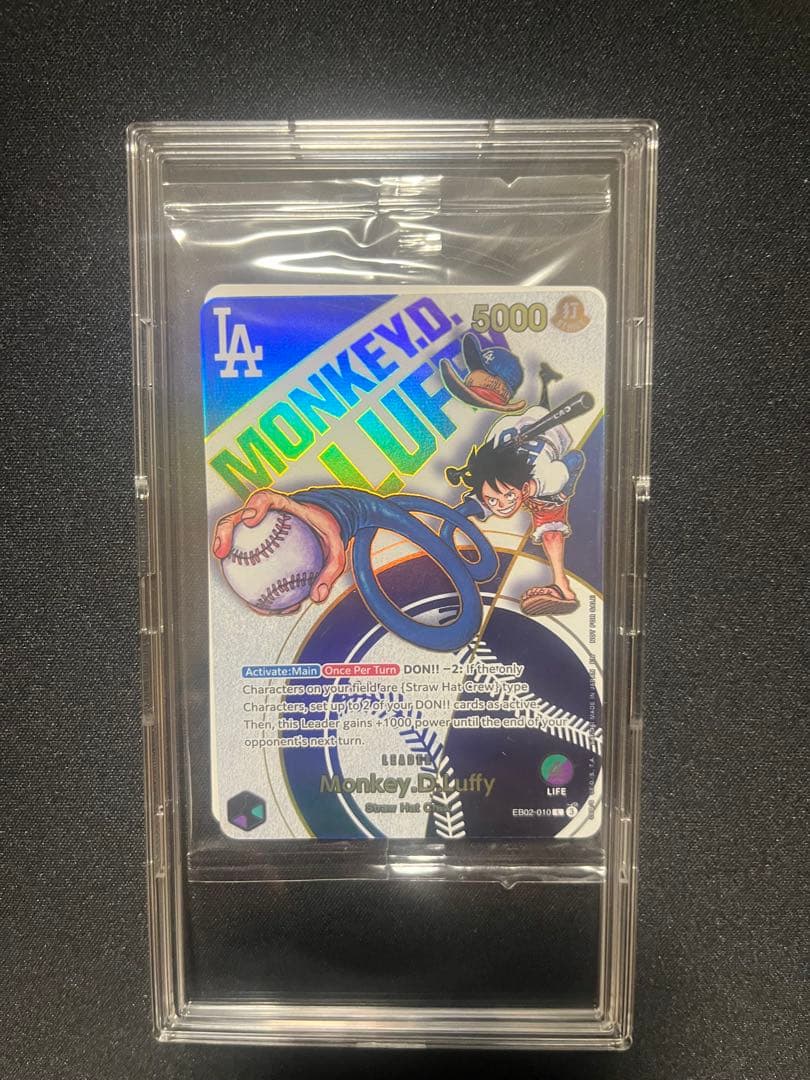 LA
MONKEY.D.
5000
打
LA
Activate:Main Once Per Turn DON!! −2: If the only
Characters on your field are {Straw Hat Crew} type
Characters, set up to 2 of your DON!! cards as active.
Then, this Leader gains +1000 power until the end of your
opponent's next turn.
LEADER
Monkey.D.Luffy
Straw Hat Crew
LIFE
EB02-010 L